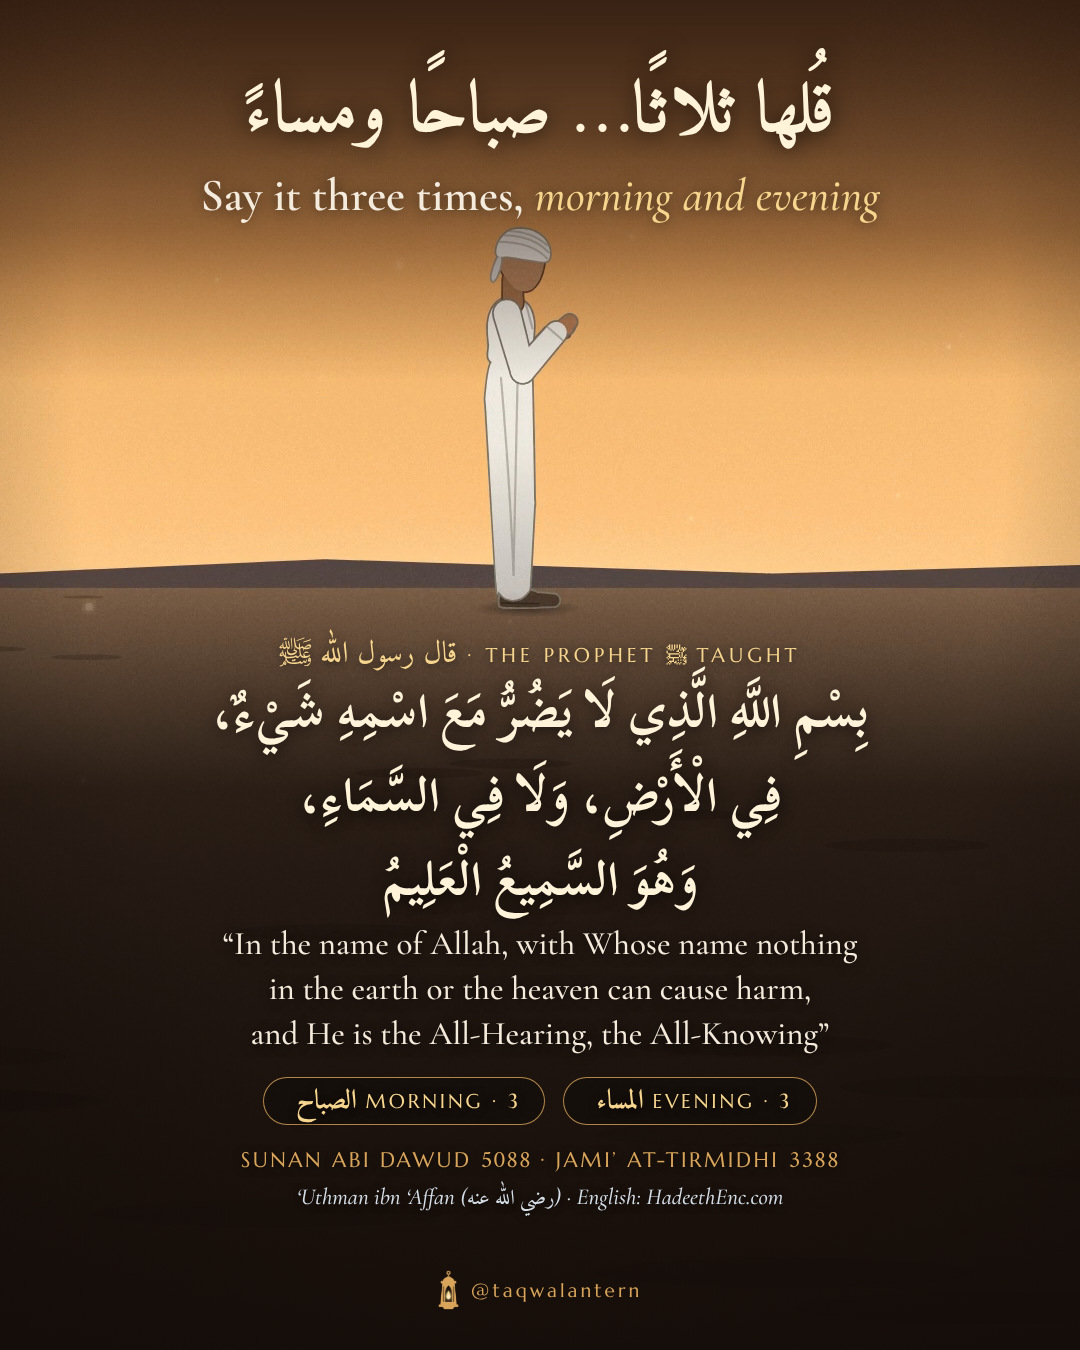 قُلها ثلاثًا... صباحًا ومساءً
Say it three times, morning and evening
قال رسول الله ﷺ · THE PROPHET ﷺ TAUGHT
بِسْمِ اللَّهِ الَّذِي لَا يَضُرُّ مَعَ اسْمِهِ شَيْءٌ،
فِي الْأَرْضِ، وَلَا فِي السَّمَاءِ،
وَهُوَ السَّمِيعُ الْعَلِيمُ
“In the name of Allah, with Whose name nothing
in the earth or the heaven can cause harm,
and He is the All-Hearing, the All-Knowing”
الصباح MORNING · 3
المساء EVENING · 3
SUNAN ABI DAWUD 5088 · JAMI’ AT-TIRMIDHI 3388
‘Uthman ibn ‘Affan (رضي الله عنه) · English: HadeethEnc.com
@taqwalantern